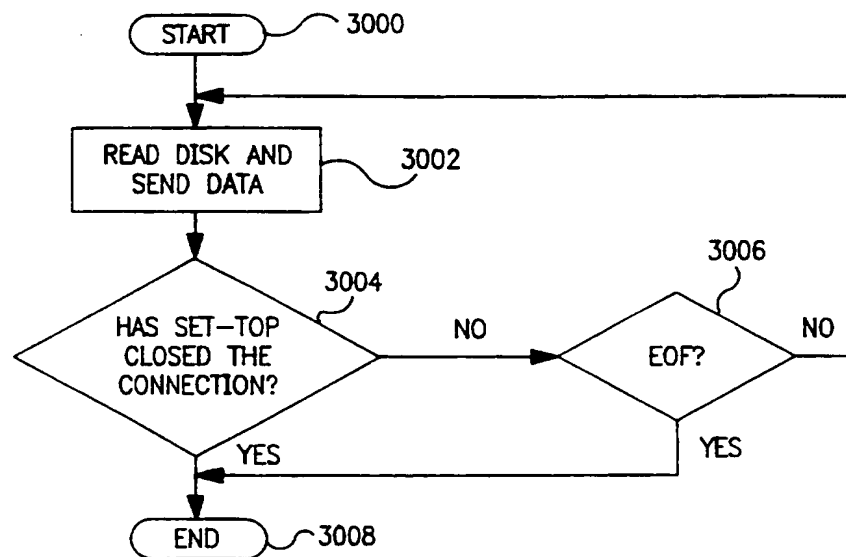 START
3000
READ DISK AND
SEND DATA
3002
3004
3006
HAS SET-TOP
CLOSED THE
CONNECTION?
NO
EOF?
NO
YES
YES
END
3008